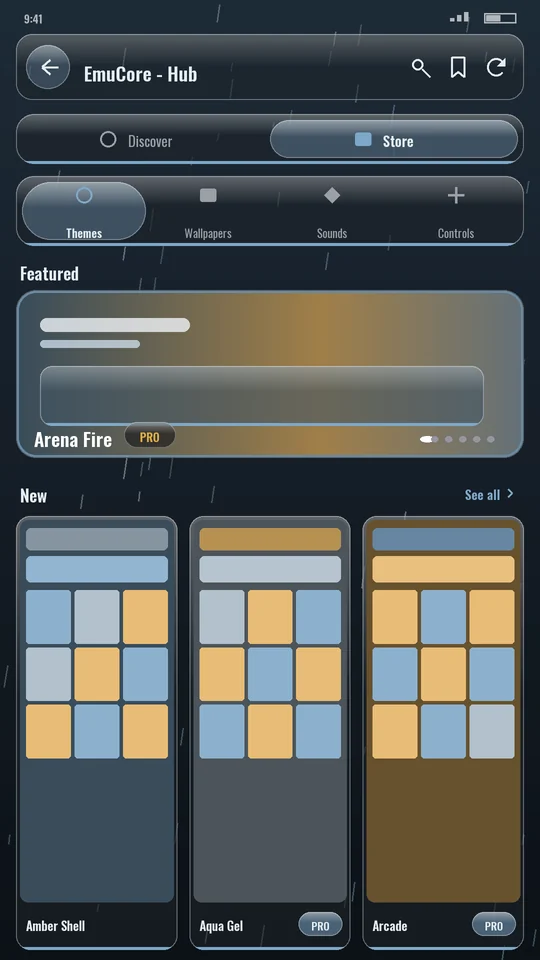 9:41
EmuCore - Hub
Discover
Store
Themes
Wallpapers
Sounds
Controls
Featured
Arena Fire
PRO
New
See all
Amber Shell
Aqua Gel
PRO
Arcade
PRO